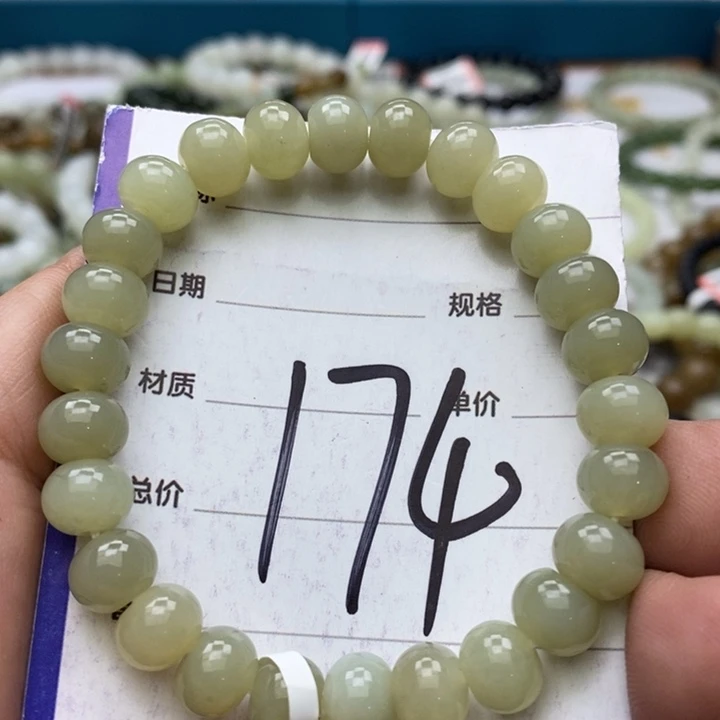 日期 规格
材质 单价
总价
174